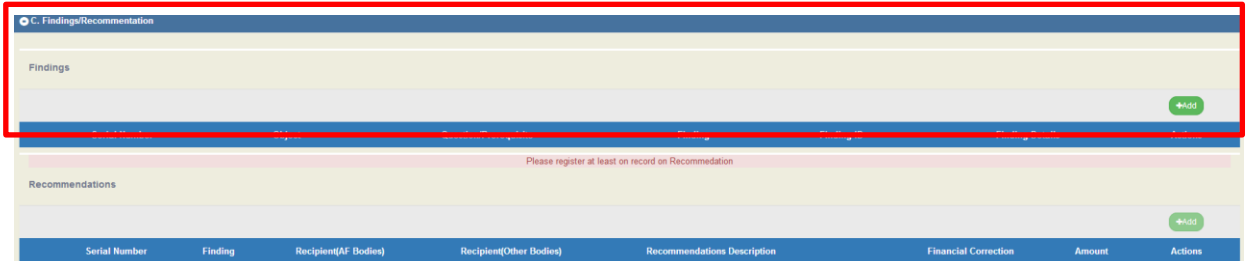 C. Findings/Recommentation
Findings
+Add
Please register at least on record on Recommedation
Recommendations
+Add
Serial Number Finding Recipient(AF Bodies) Recipient(Other Bodies) Recommendations Description Financial Correction Amount Actions